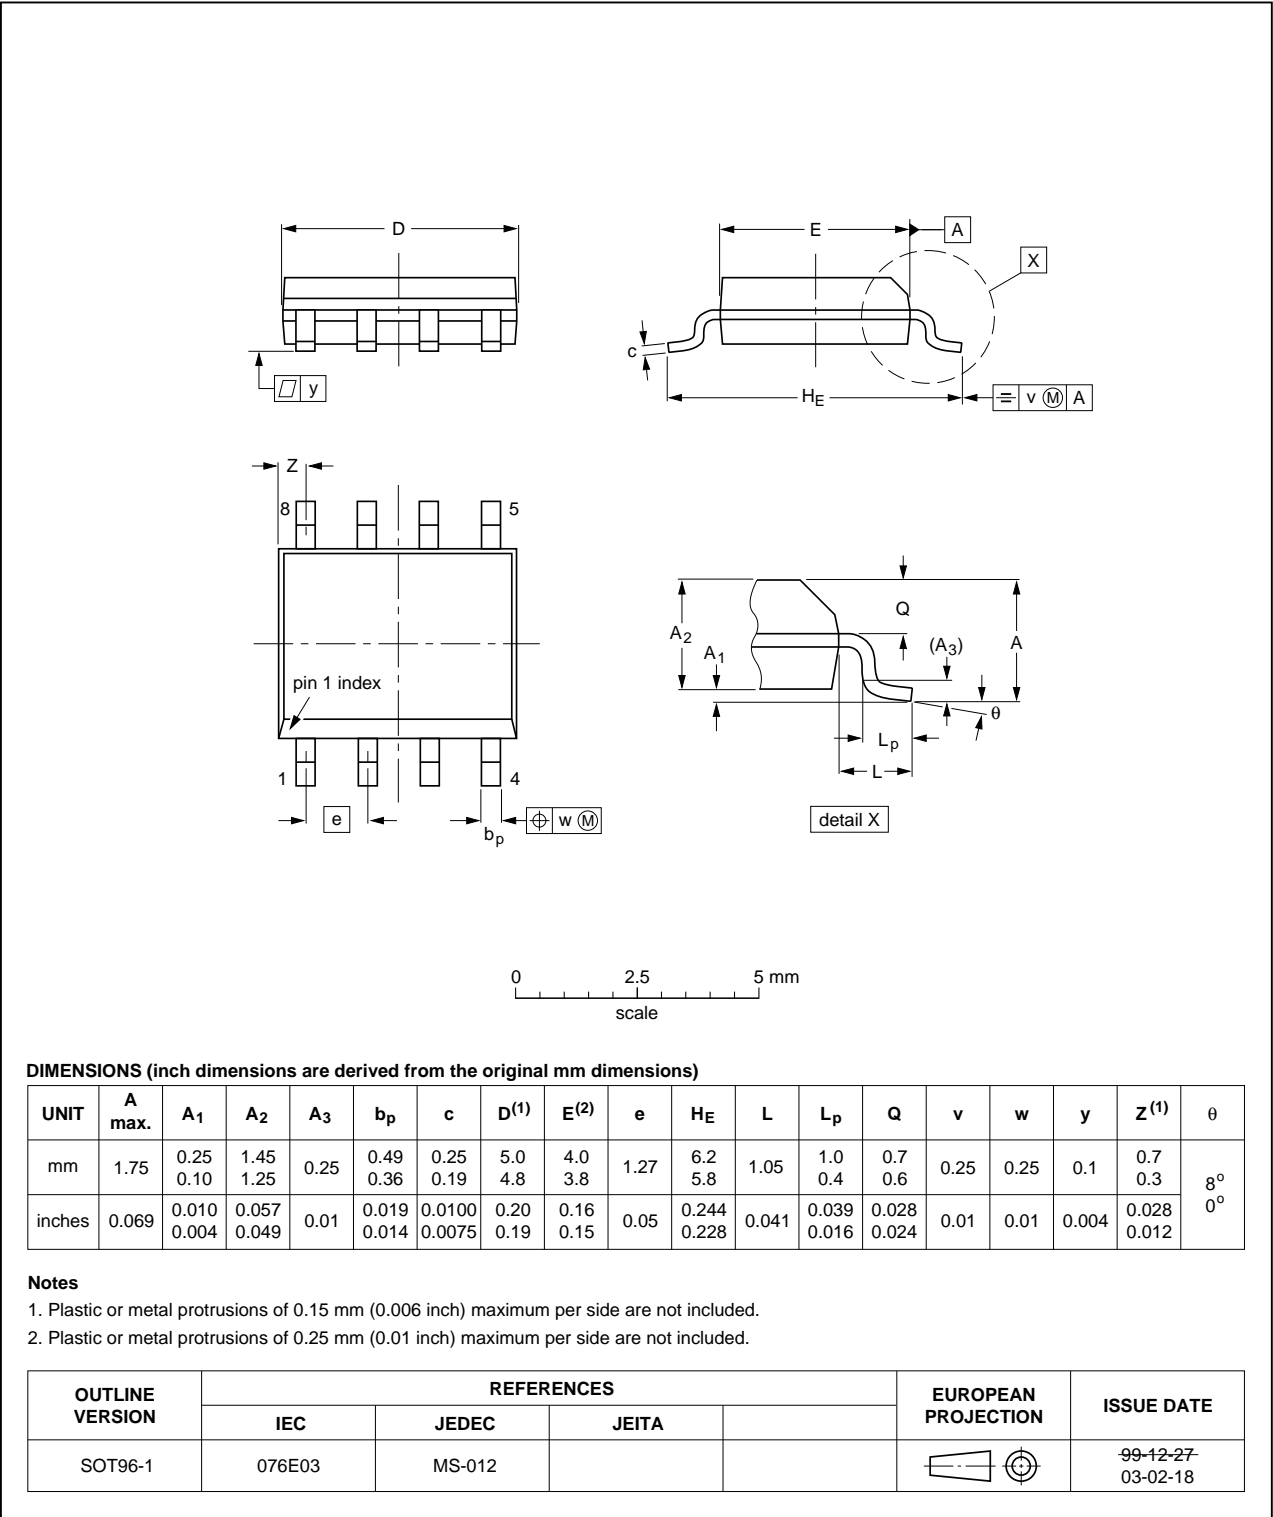 D
E
A
X
c
y
HE
v M A
Z
8
5
pin 1 index
1
4
e
bp
w M
A2
A1
Q
(A3)
A
θ
Lp
L
detail X
0 2.5 5 mm
scale
DIMENSIONS (inch dimensions are derived from the original mm dimensions)
UNIT A max. A1 A2 A3 bp c D(1) E(2) e HE L Lp Q v w y Z(1) θ
mm 1.75 0.25 0.10 1.45 1.25 0.25 0.49 0.36 0.25 0.19 5.0 4.8 4.0 3.8 1.27 6.2 5.8 1.05 1.0 0.4 0.7 0.6 0.25 0.25 0.1 0.7 0.3 8° 0°
inches 0.069 0.010 0.004 0.057 0.049 0.01 0.019 0.014 0.0100 0.0075 0.20 0.19 0.16 0.15 0.05 0.244 0.228 0.041 0.039 0.016 0.028 0.024 0.01 0.01 0.004 0.028 0.012
Notes
1. Plastic or metal protrusions of 0.15 mm (0.006 inch) maximum per side are not included.
2. Plastic or metal protrusions of 0.25 mm (0.01 inch) maximum per side are not included.
OUTLINE VERSION REFERENCES EUROPEAN PROJECTION ISSUE DATE
IEC JEDEC JEITA
SOT96-1 076E03 MS-012 99-12-27
03-02-18